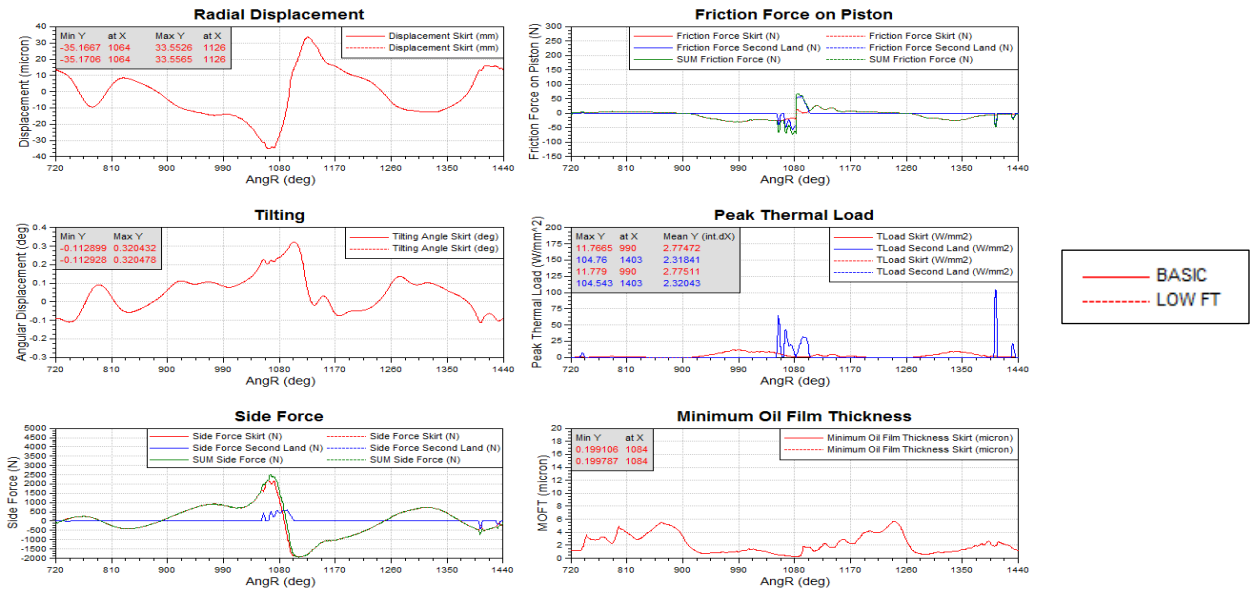 Radial Displacement
Displacement (micron)
40
30
20
10
0
-10
-20
-30
-40
Min Y at X Max Y at X
-35.1667 1064 33.5526 1126
-35.1706 1064 33.5565 1126
Displacement Skirt (mm)
Displacement Skirt (mm)
720 810 900 990 1080 1170 1260 1350 1440
AngR (deg)
Friction Force on Piston
Friction Force on Piston (N)
300
250
200
150
100
50
0
-50
-100
-150
Friction Force Skirt (N) Friction Force Skirt (N)
Friction Force Second Land (N) Friction Force Second Land (N)
SUM Friction Force (N) SUM Friction Force (N)
720 810 900 990 1080 1170 1260 1350 1440
AngR (deg)
Tilting
Angular Displacement (deg)
0.4
0.3
0.2
0.1
0
-0.1
-0.2
-0.3
Min Y Max Y
-0.112899 0.320432
-0.112928 0.320478
Tilting Angle Skirt (deg)
Tilting Angle Skirt (deg)
720 810 900 990 1080 1170 1260 1350 1440
AngR (deg)
Peak Thermal Load
Peak Thermal Load (W/mm^2)
200
175
150
125
100
75
50
25
0
Max Y at X Mean Y (int.dX)
11.7665 990 2.77472
104.76 1403 2.31841
11.779 990 2.77511
104.543 1403 2.32043
TLoad Skirt (W/mm2)
TLoad Second Land (W/mm2)
TLoad Skirt (W/mm2)
TLoad Second Land (W/mm2)
720 810 900 990 1080 1170 1260 1350 1440
AngR (deg)
BASIC
LOW FT
Side Force
Side Force (N)
5000
4500
4000
3500
3000
2500
2000
1500
1000
500
0
-500
-1000
-1500
-2000
Side Force Skirt (N) Side Force Skirt (N)
Side Force Second Land (N) Side Force Second Land (N)
SUM Side Force (N) SUM Side Force (N)
720 810 900 990 1080 1170 1260 1350 1440
AngR (deg)
Minimum Oil Film Thickness
MOFT (micron)
20
18
16
14
12
10
8
6
4
2
0
Min Y at X
0.199106 1084
0.199787 1084
Minimum Oil Film Thickness Skirt (micron)
Minimum Oil Film Thickness Skirt (micron)
720 810 900 990 1080 1170 1260 1350 1440
AngR (deg)